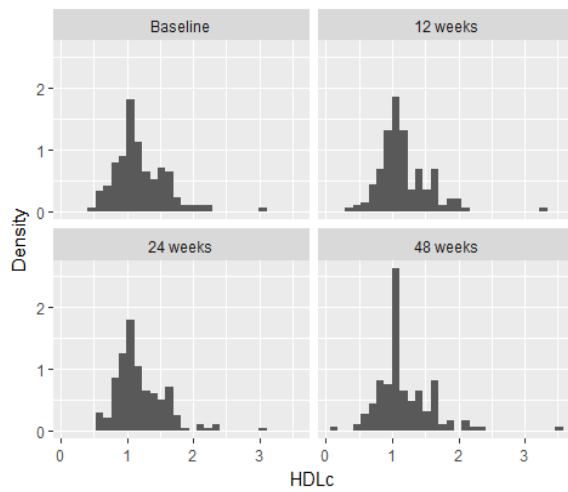 Baseline
12 weeks
2
1
0
24 weeks
48 weeks
2
1
0
0 1 2 3
0 1 2 3
Density
HDLc